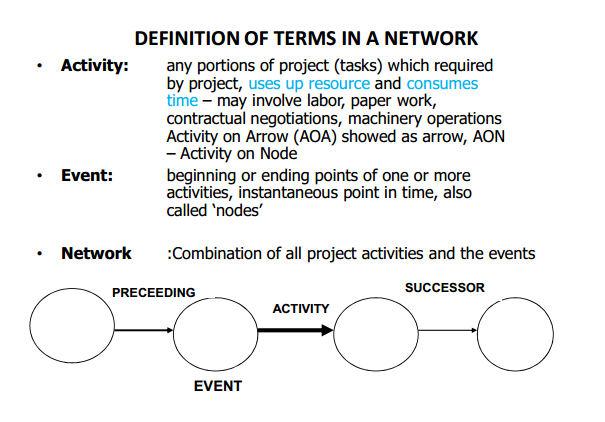 DEFINITION OF TERMS IN A NETWORK
• Activity: any portions of project (tasks) which required
by project, uses up resource and consumes
time – may involve labor, paper work,
contractual negotiations, machinery operations
Activity on Arrow (AOA) showed as arrow, AON
– Activity on Node
• Event: beginning or ending points of one or more
activities, instantaneous point in time, also
called ‘nodes’
• Network :Combination of all project activities and the events
PRECEEDING
ACTIVITY
SUCCESSOR
EVENT